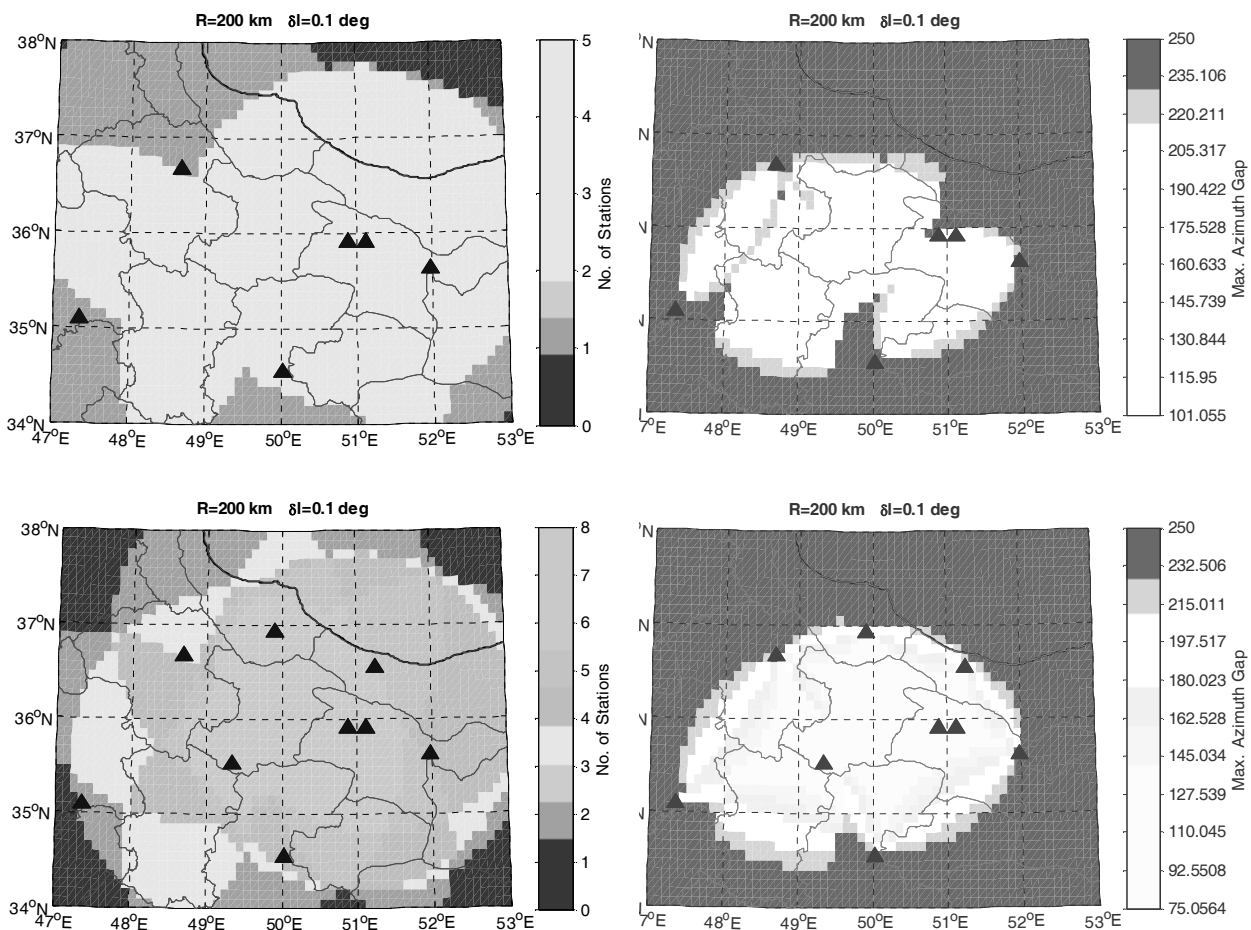 R=200 km δl=0.1 deg
38°N
37°N
36°N
35°N
34°N
47°E 48°E 49°E 50°E 51°E 52°E 53°E
5
4
3
2
1
0
No. of Stations
R=200 km δl=0.1 deg
N
N
N
N
N
7°E 48°E 49°E 50°E 51°E 52°E 53°E
250
235.106
220.211
205.317
190.422
175.528
160.633
145.739
130.844
115.95
101.055
Max. Azimuth Gap
R=200 km δl=0.1 deg
38°N
37°N
36°N
35°N
34°N
47°E 48°E 49°E 50°E 51°E 52°E 53°E
8
7
6
5
4
3
2
1
0
No. of Stations
R=200 km δl=0.1 deg
°N
N
N
N
N
7°E 48°E 49°E 50°E 51°E 52°E 53°E
250
232.506
215.011
197.517
180.023
162.528
145.034
127.539
110.045
92.5508
75.0564
Max. Azimuth Gap